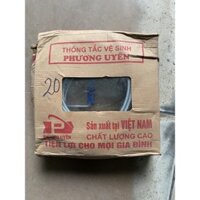 THÔNG TẮC VỆ SINH
PHƯƠNG UYÊN
20
Sản xuất tại VIỆT NAM
CHẤT LƯỢNG CAO
TIỆN LỢI CHO MỌI GIA ĐÌNH